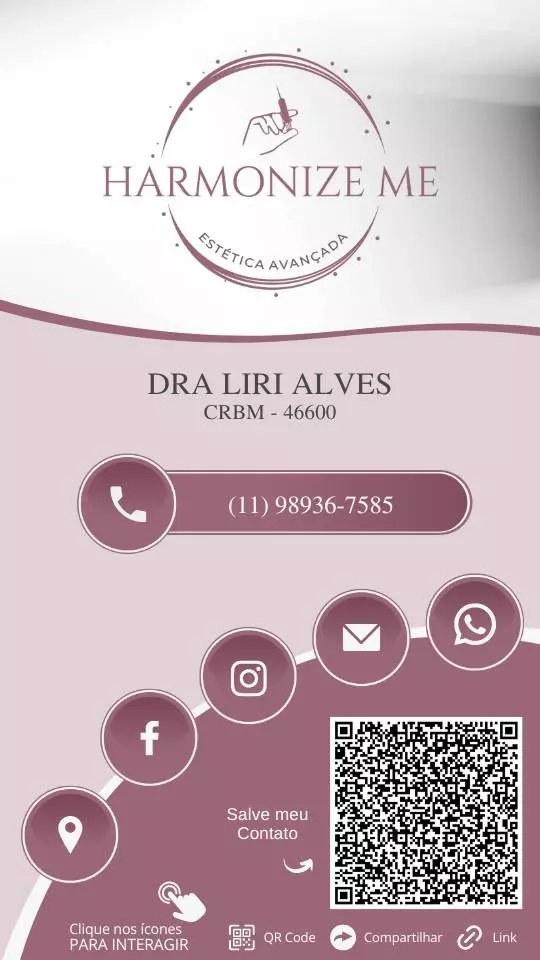 HARMONIZE ME
ESTÉTICA AVANÇADA
DRA LIRI ALVES
CRBM - 46600
(11) 98936-7585
Salve meu
Contato
Clique nos ícones
PARA INTERAGIR
QR Code
Compartilhar
Link